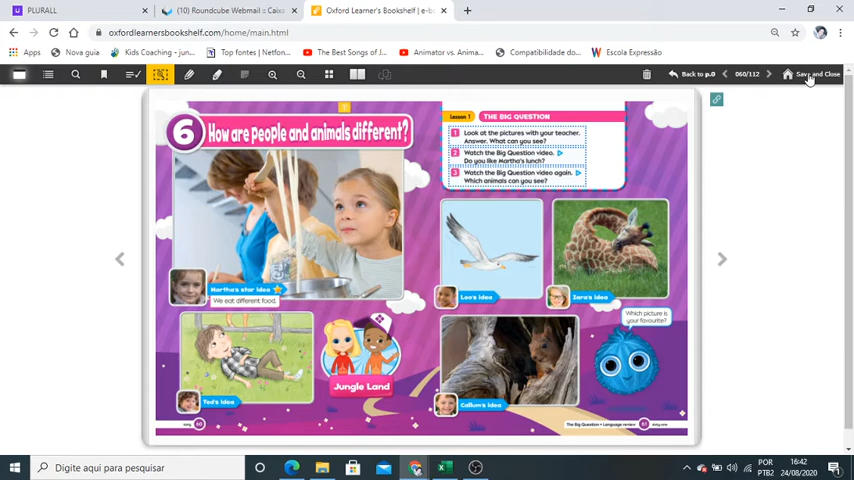 PLURALL
(10) Roundcube Webmail :: Caixa
Oxford Learner's Bookshelf | e-b
oxfordlearnersbookshelf.com/home/main.html
Apps
Nova guia
Kids Coaching - jun...
Top fontes | Netfon...
The Best Songs of J...
Animator vs. Anima...
Compatibilidade do...
Escola Expressão
Back to p.0
060/112
Save and Close
6
How are people and animals different?
Lesson 1
THE BIG QUESTION
1 Look at the pictures with your teacher.
Answer. What can you see?
2 Watch the Big Question video.
Do you like Martha's lunch?
3 Watch the Big Question video again.
Which animals can you see?
Martha's star idea
We eat different food.
Leo's idea
Zara's idea
Which picture is
your favourite?
Jungle Land
Ted's idea
Callum's idea
sixty 60
The Big Question • Language review 61 sixty one
Digite aqui para pesquisar
POR
PTB2
16:42
24/08/2020
1